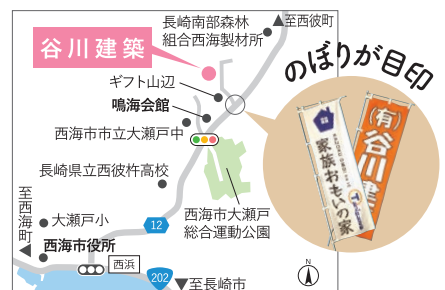 長崎南部森林
組合西海製材所
▲至西彼町
谷川建築
のぼりが目印
ギフト山辺
鳴海会館
西海市市立大瀬戸中
(有)谷川建
家族おもいの家
長崎県立西彼杵高校
至西海町
大瀬戸小
西海市大瀬戸
総合運動公園
12
西海市役所
西浜
202
▼至長崎市
N